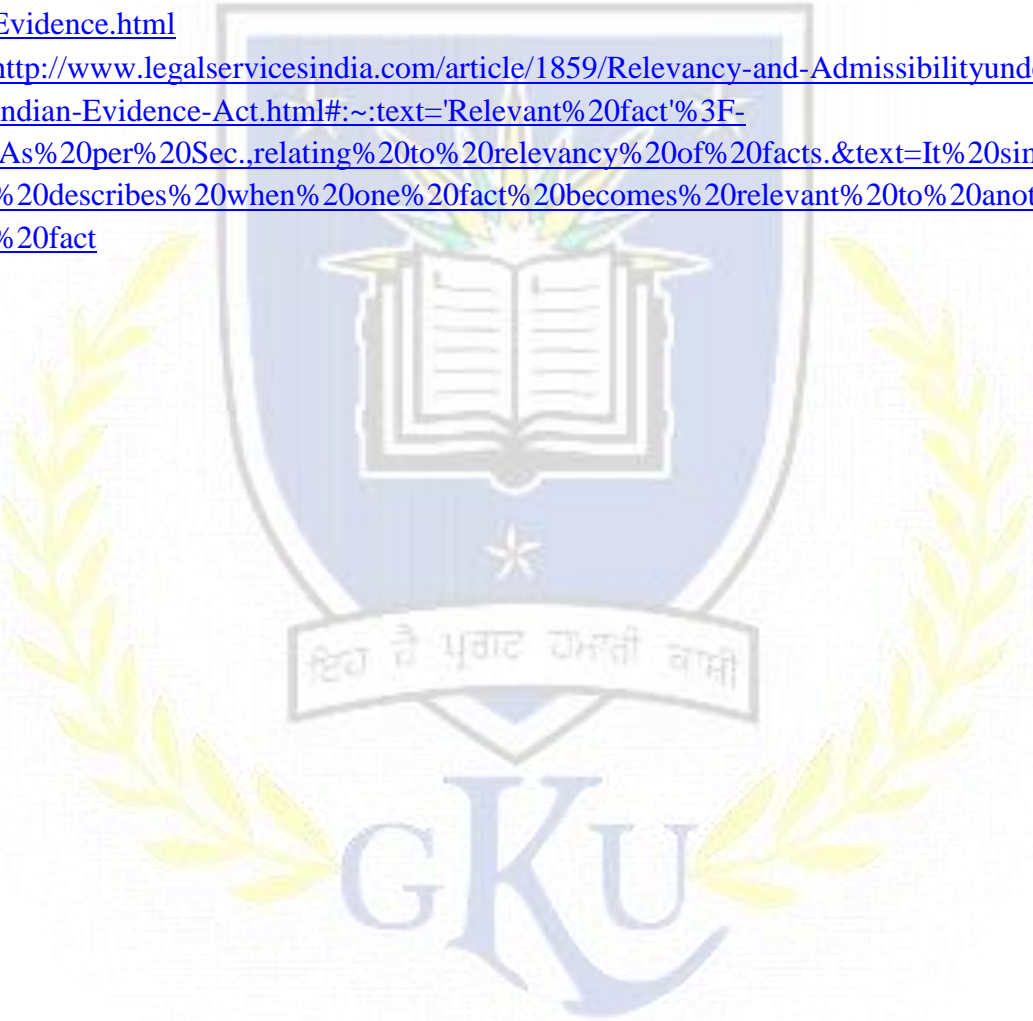 Evidence.html
http://www.legalservicesindia.com/article/1859/Relevancy-and-Admissibilityund
ndian-Evidence-Act.html#:~:text='Relevant%20fact'%3F-
As%20per%20Sec.,relating%20to%20relevancy%20of%20facts.&text=It%20sin
%20describes%20when%20one%20fact%20becomes%20relevant%20to%20anot
%20fact
ਇਹ ਹੈ ਪ੍ਰਗਟ ਹਮਾਰੀ ਕਾਸ਼ੀ
GKU